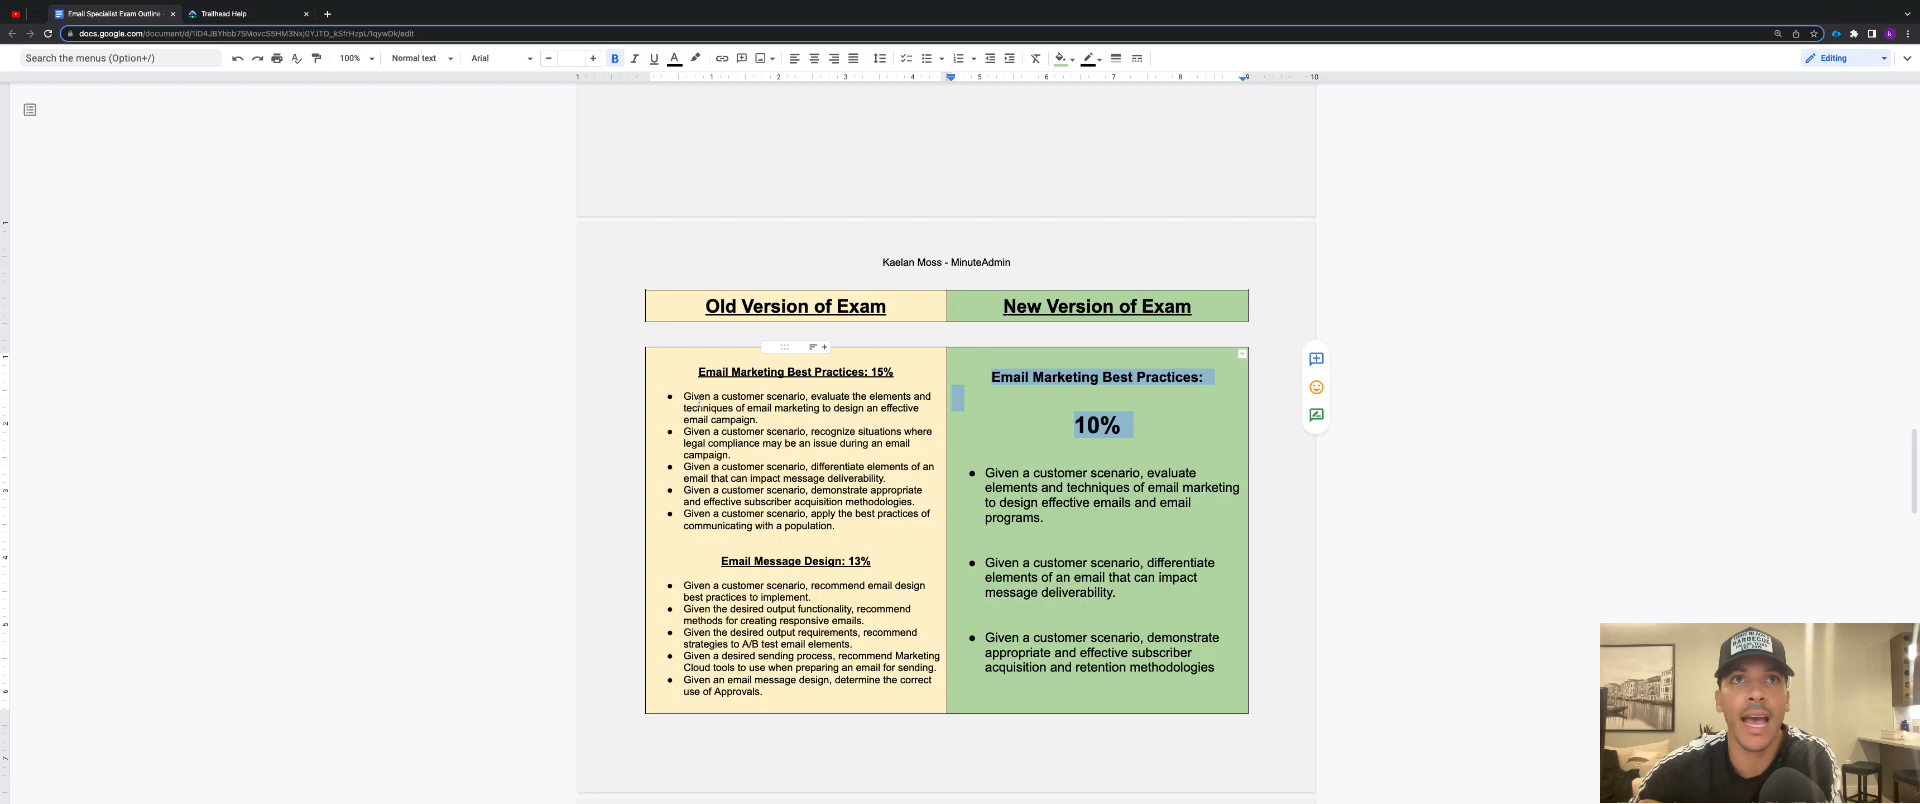 Email Specialist Exam Outline
Trailhead Help
docs.google.com/document/d/1lD4JBYhbb7SMovcS5HM3Nxj0YJTD_kSfrHzpU1qywDk/edit
Search the menus (Option+/)
100%
Normal text
Arial
Editing
Kaelan Moss - MinuteAdmin
Old Version of Exam
New Version of Exam
Email Marketing Best Practices: 15%
● Given a customer scenario, evaluate the elements and
techniques of email marketing to design an effective
email campaign.
● Given a customer scenario, recognize situations where
legal compliance may be an issue during an email
campaign.
● Given a customer scenario, differentiate elements of an
email that can impact message deliverability.
● Given a customer scenario, demonstrate appropriate
and effective subscriber acquisition methodologies.
● Given a customer scenario, apply the best practices of
communicating with a population.
Email Message Design: 13%
● Given a customer scenario, recommend email design
best practices to implement.
● Given the desired output functionality, recommend
methods for creating responsive emails.
● Given the desired output requirements, recommend
strategies to A/B test email elements.
● Given a desired sending process, recommend Marketing
Cloud tools to use when preparing an email for sending.
● Given an email message design, determine the correct
use of Approvals.
Email Marketing Best Practices:
10%
● Given a customer scenario, evaluate
elements and techniques of email marketing
to design effective emails and email
programs.
● Given a customer scenario, differentiate
elements of an email that can impact
message deliverability.
● Given a customer scenario, demonstrate
appropriate and effective subscriber
acquisition and retention methodologies
BARBECUE